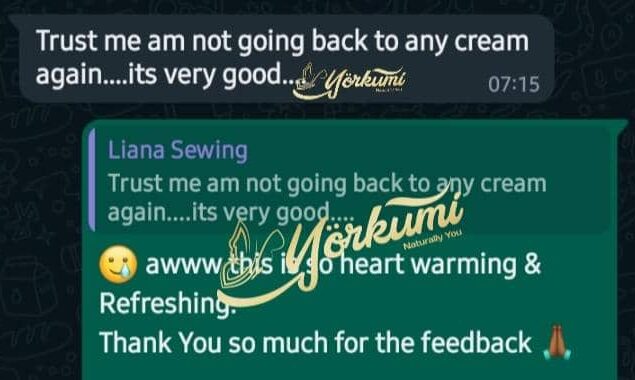 Trust me am not going back to any cream
again....its very good....
Yörkumi
Naturally You
07:15
Liana Sewing
Trust me am not going back to any cream
again....its very good....
Yörkumi
Naturally You
🥲 awww this is so heart warming &
Refreshing.
Thank You so much for the feedback 🙏🏾